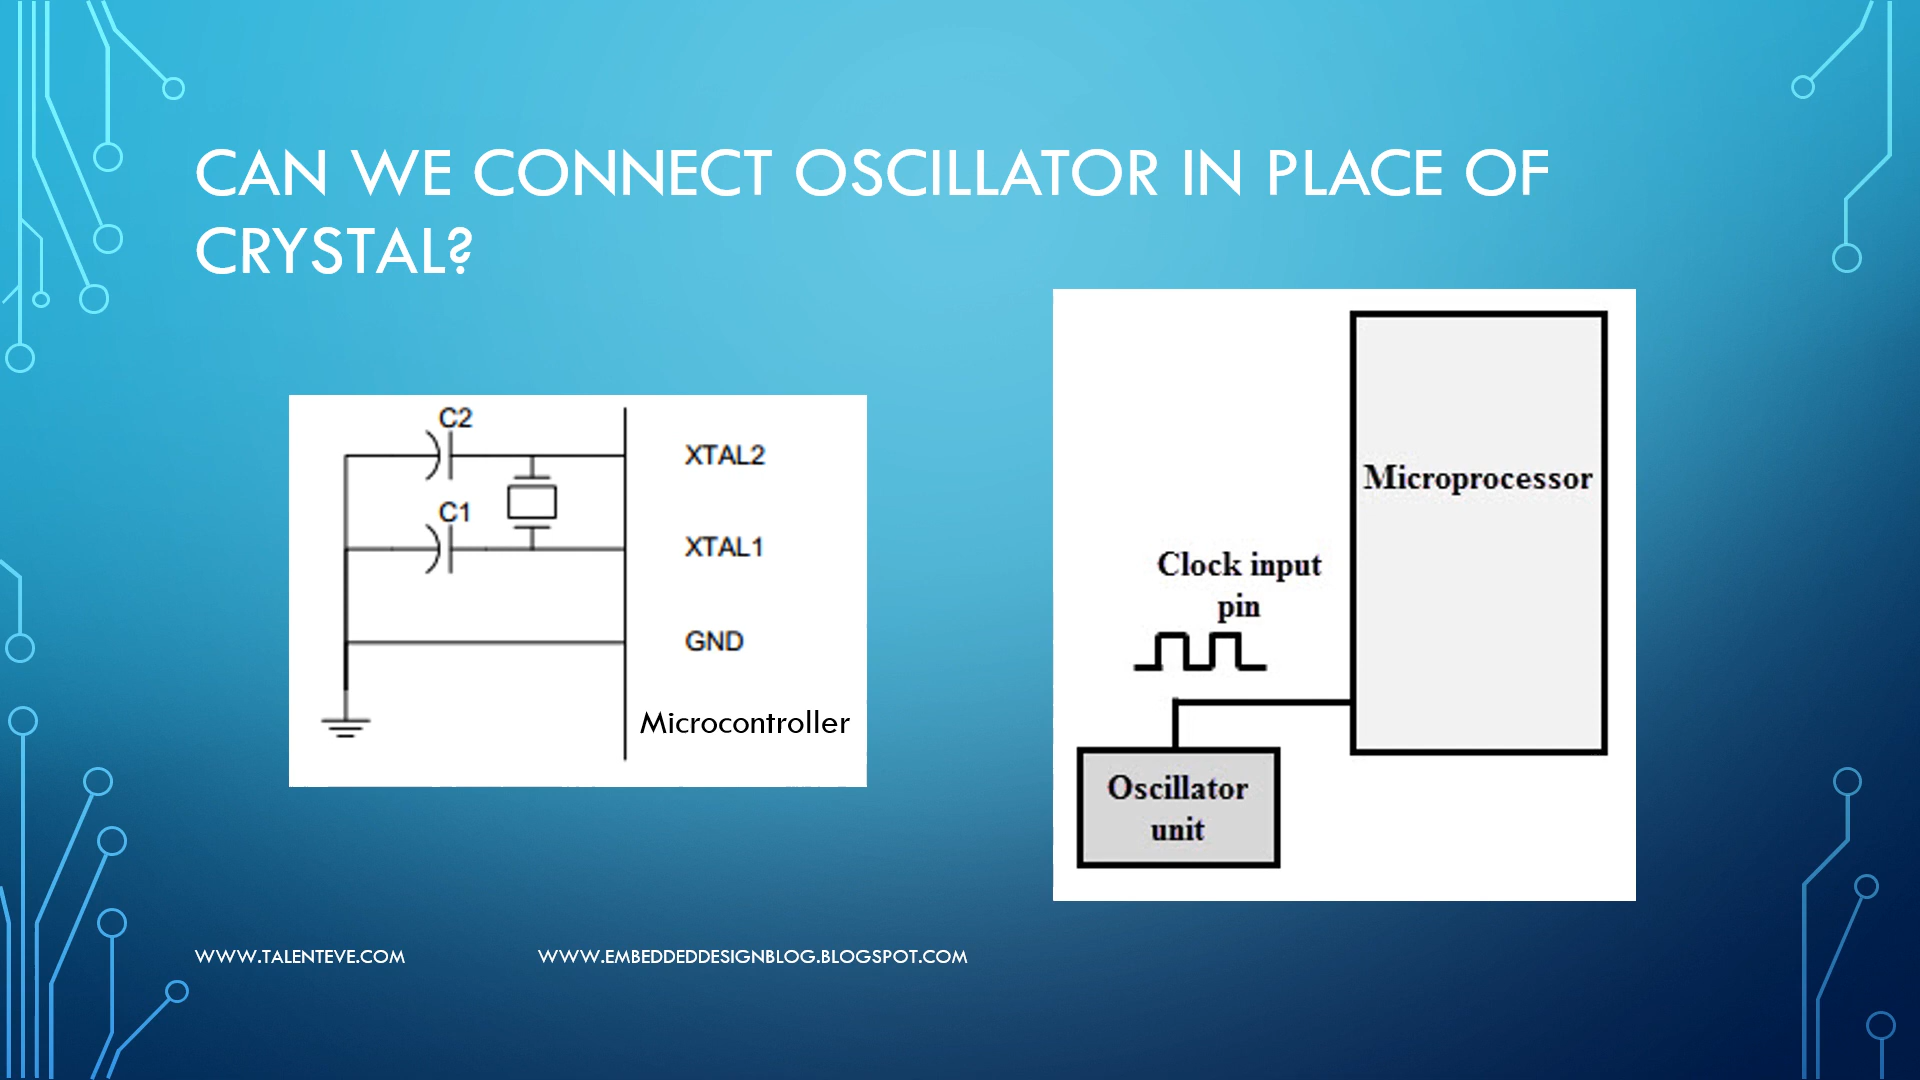 CAN WE CONNECT OSCILLATOR IN PLACE OF
CRYSTAL?
C2
XTAL2
C1
XTAL1
GND
Microcontroller
Microprocessor
Clock input
pin
Oscillator
unit
WWW.TALENTEVE.COM
WWW.EMBEDDEDDESIGNBLOG.BLOGSPOT.COM